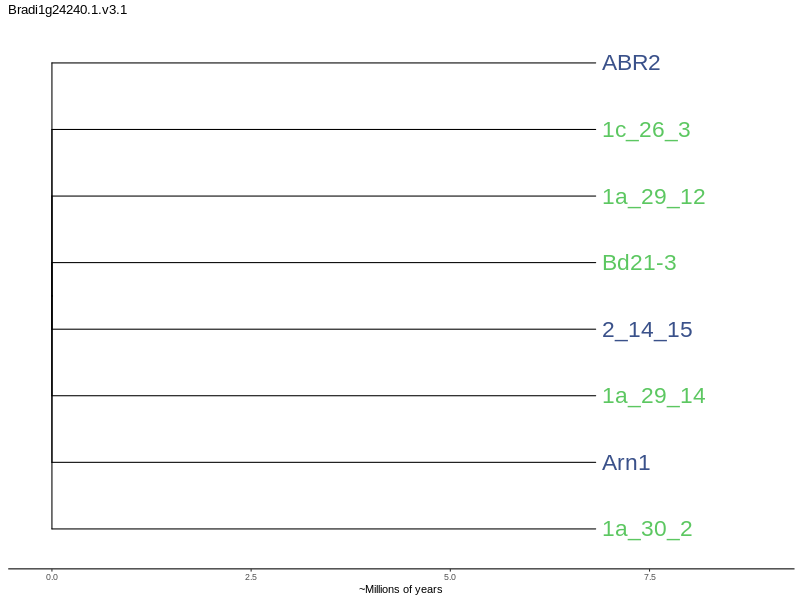 Bradi1g24240.1.v3.1
ABR2
1c_26_3
1a_29_12
Bd21-3
2_14_15
1a_29_14
Arn1
1a_30_2
0.0 2.5 5.0 7.5
~Millions of years